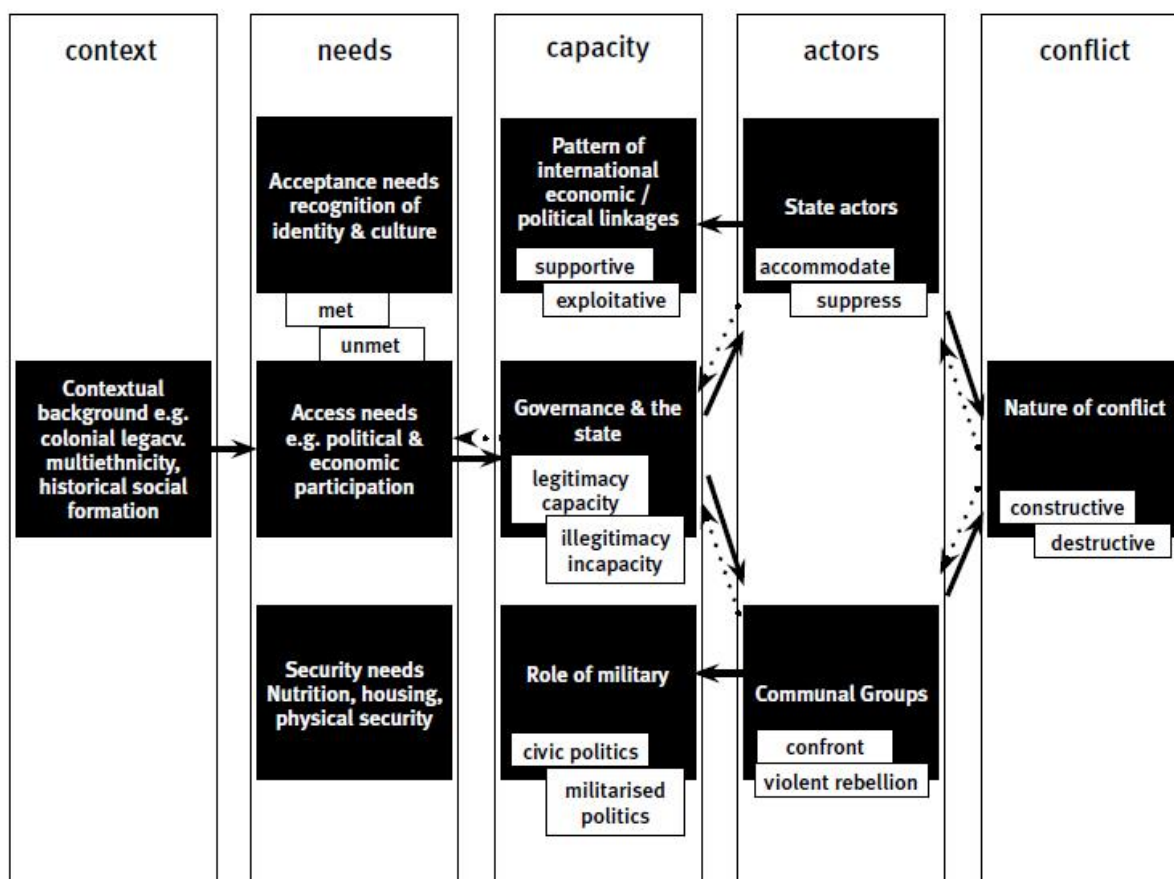 context
needs
capacity
actors
conflict
Acceptance needs
recognition of
identity & culture
met
unmet
Pattern of
international
economic /
political linkages
supportive
exploitative
State actors
accommodate
suppress
Contextual
background e.g.
colonial legacv.
multiethnicity,
historical social
formation
Access needs
e.g. political &
economic
participation
Governance & the
state
legitimacy
capacity
illegitimacy
incapacity
Nature of conflict
constructive
destructive
Security needs
Nutrition, housing,
physical security
Role of military
civic politics
militarised
politics
Communal Groups
confront
violent rebellion